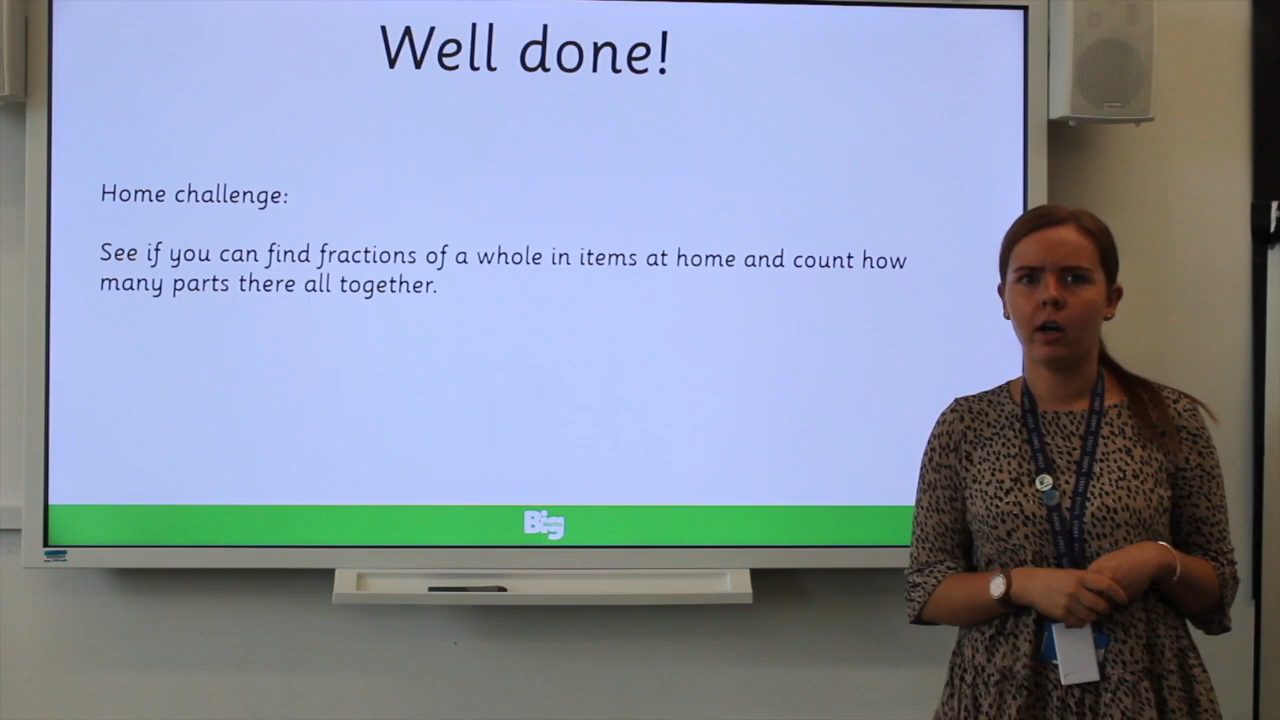 Well done!
Home challenge:
See if you can find fractions of a whole in items at home and count how
many parts there all together.
Big